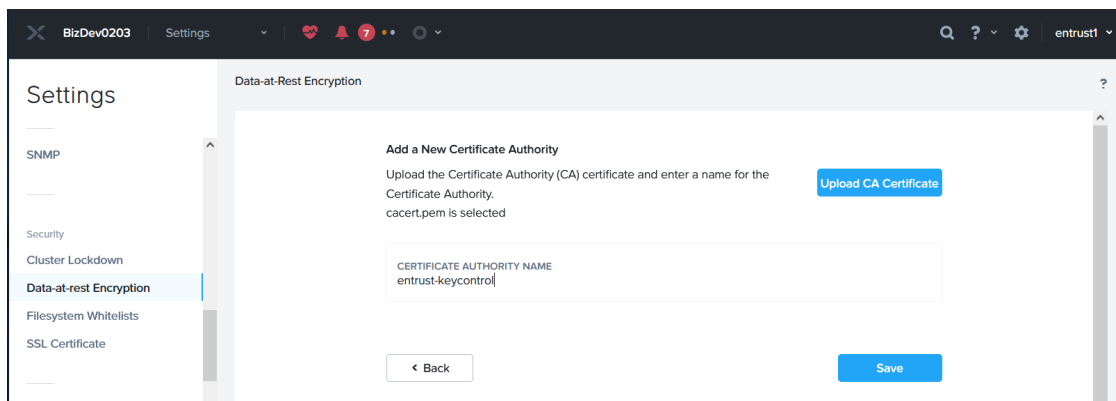 BizDev0203 Settings 7 ? entrust1
Settings
SNMP
Security
Cluster Lockdown
Data-at-rest Encryption
Filesystem Whitelists
SSL Certificate
Data-at-Rest Encryption ?
Add a New Certificate Authority
Upload the Certificate Authority (CA) certificate and enter a name for the
Certificate Authority.
cacert.pem is selected
Upload CA Certificate
CERTIFICATE AUTHORITY NAME
entrust-keycontrol
< Back
Save